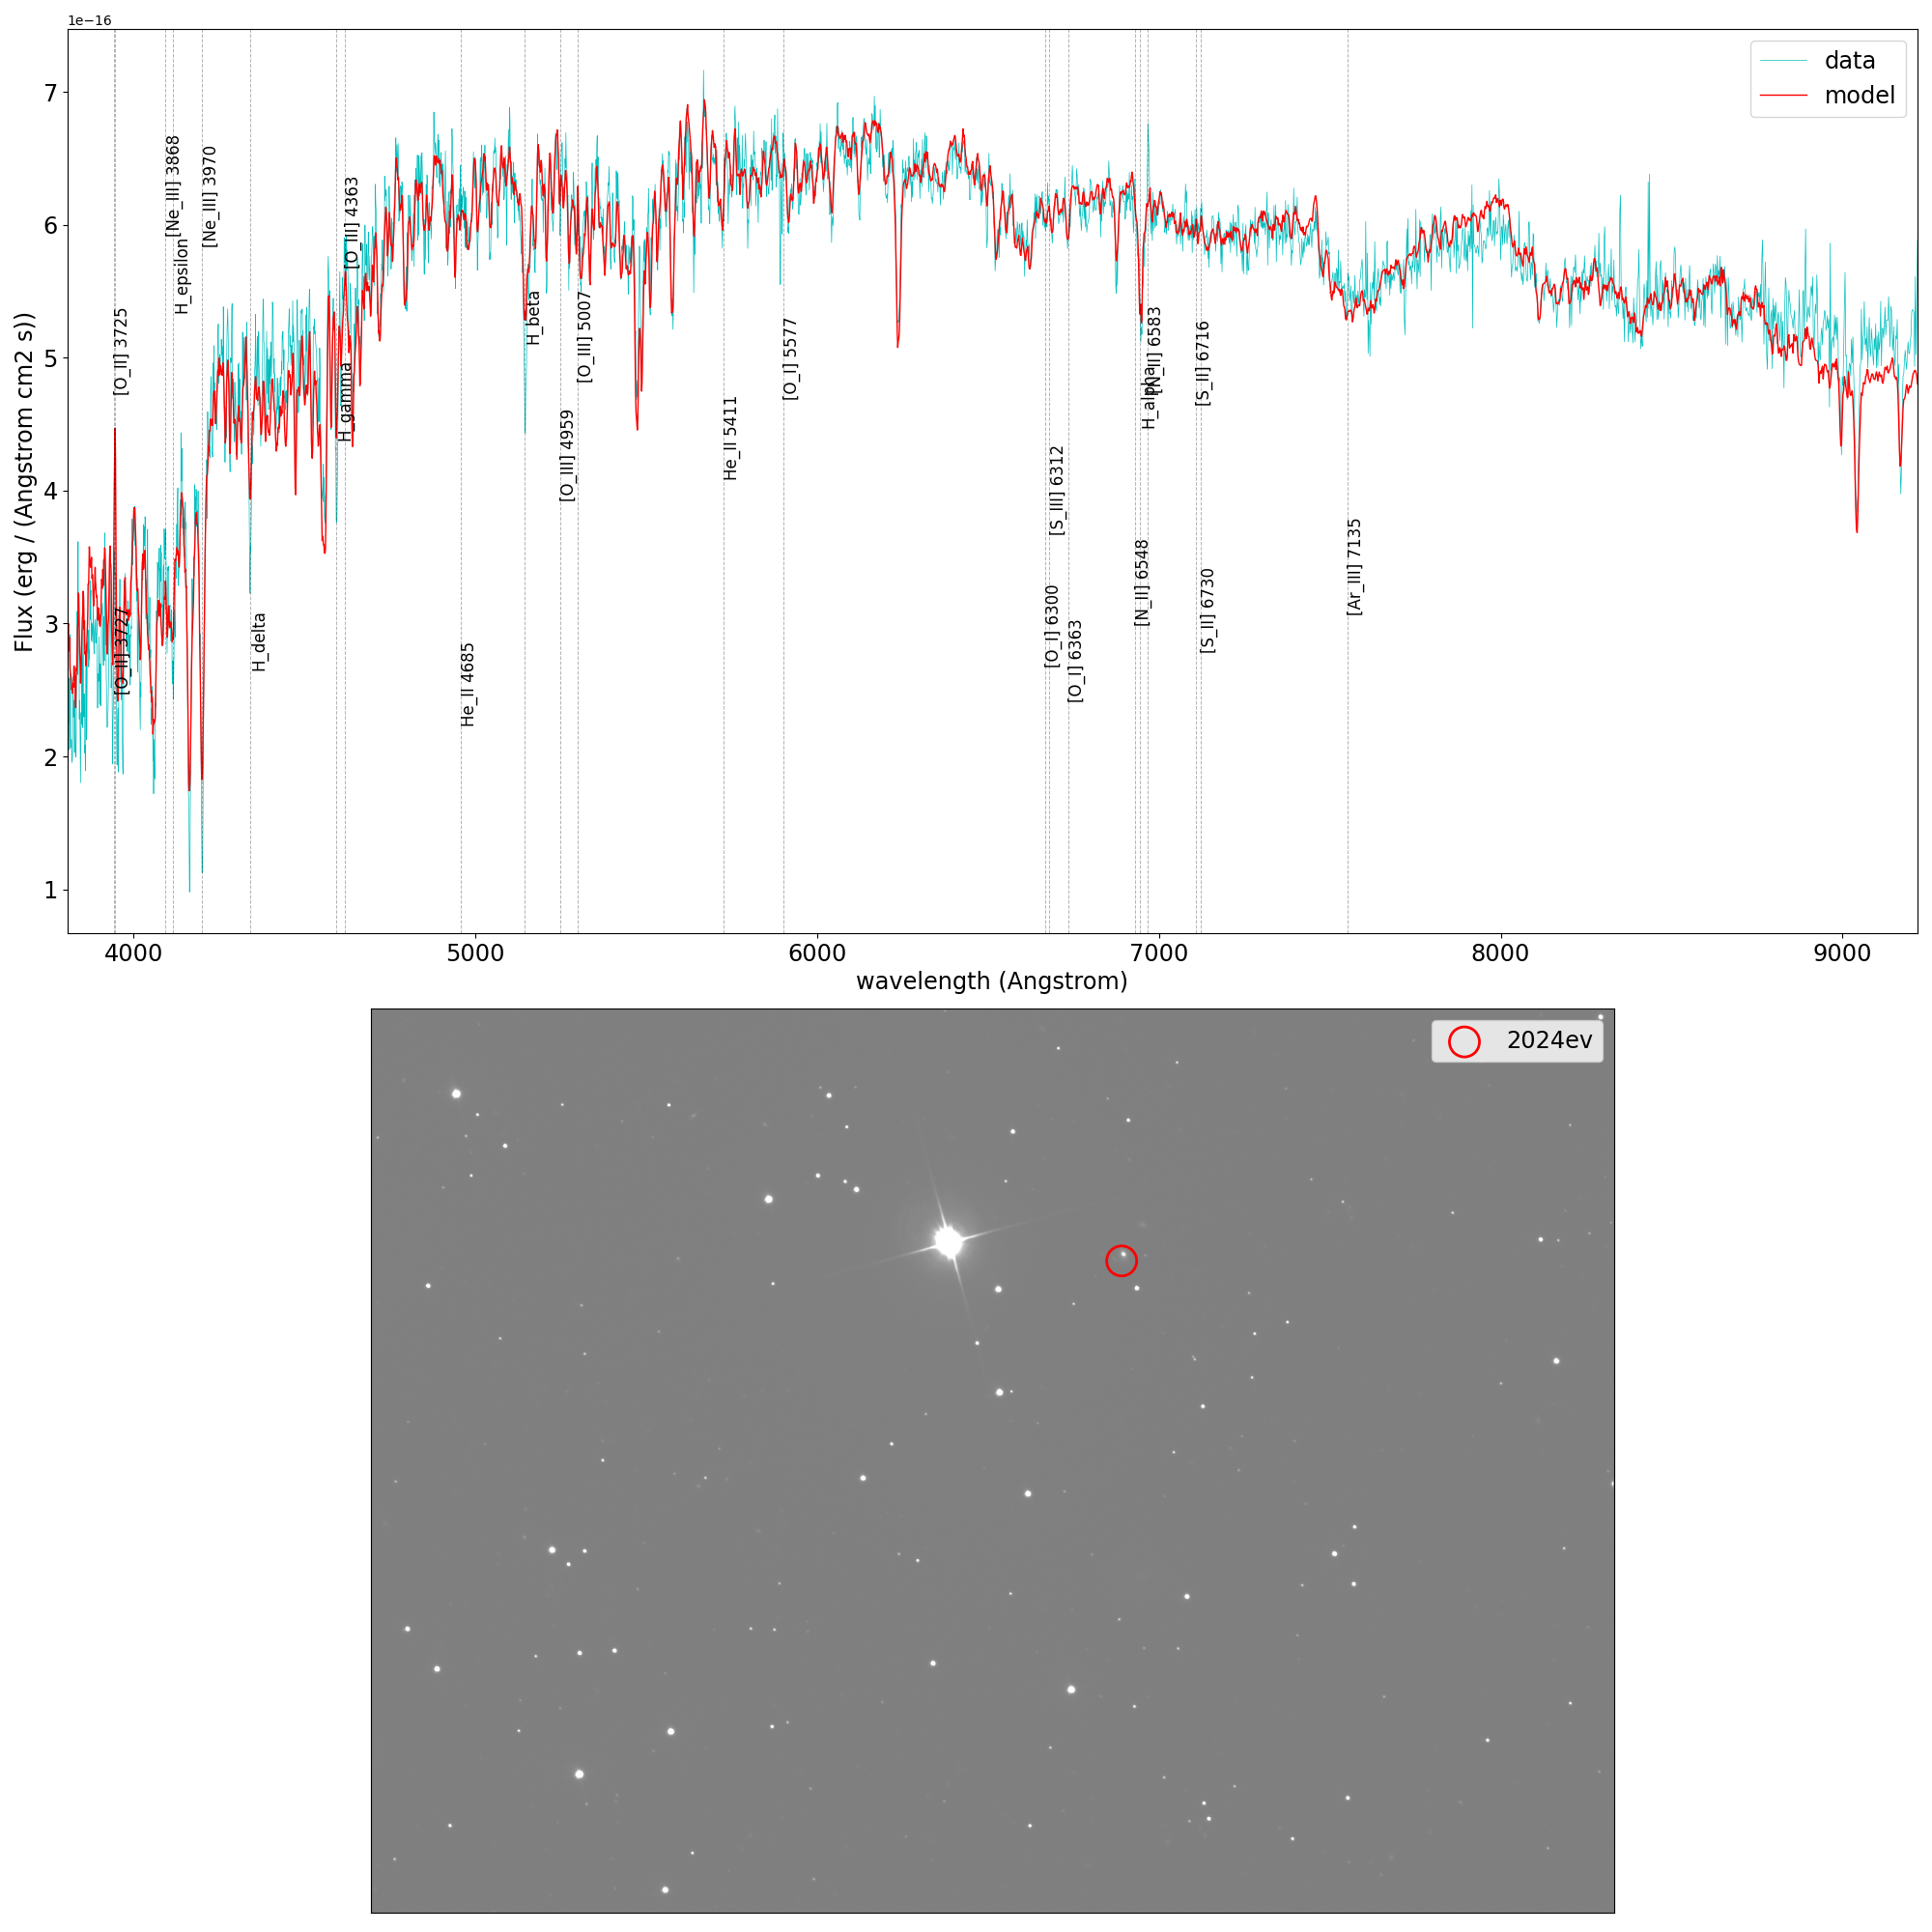 1e−16
data
model
7
6
5
4
3
2
1
Flux (erg / (Angstrom cm2 s))
[O_II] 3725
[O_II] 3727
[Ne_III] 3868
H_epsilon
[Ne_III] 3970
H_delta
H_gamma
[O_III] 4363
He_II 4685
H_beta
[O_III] 4959
[O_III] 5007
He_II 5411
[O_I] 5577
[O_I] 6300
[S_III] 6312
[O_I] 6363
[N_II] 6548
H_alpha
[N_II] 6583
[S_II] 6716
[S_II] 6730
[Ar_III] 7135
4000 5000 6000 7000 8000 9000
wavelength (Angstrom)
2024ev